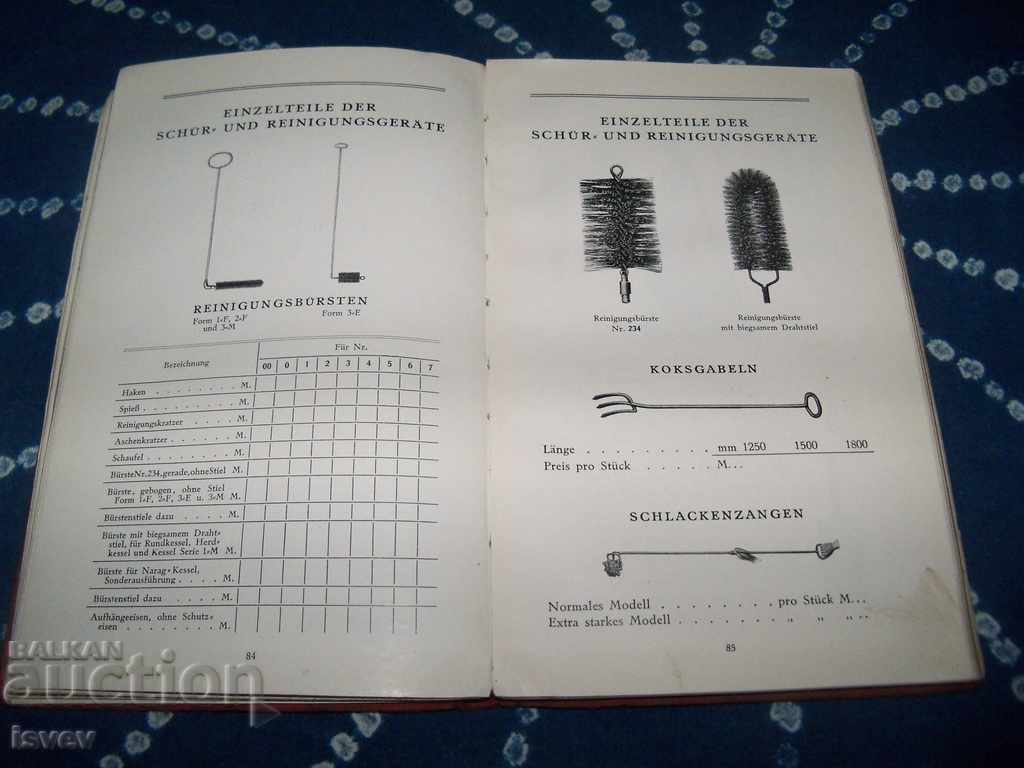 EINZELTEILE DER
SCHÜR- UND REINIGUNGSGERÄTE
REINIGUNGSBÜRSTEN
Form 1-F, 2-F
und 3-M
Form 3-E
Bezeichnung
Für Nr.
00 0 1 2 3 4 5 6 7
Haken . . . . . . . . M.
Spieß . . . . . . . . . M.
Reinigungskratzer . . . . M.
Aschenkratzer . . . . . M.
Schaufel . . . . . . . M.
Bürste Nr. 234, gerade, ohne Stiel M.
Bürste, gebogen, ohne Stiel
Form 1-F, 2-F, 3-E u. 3-M M.
Bürstenstiele dazu . . . . M.
Bürste mit biegsamem Draht-
stiel, für Rundkessel, Herd-
kessel und Kessel Serie 1-M M.
Bürste für Narag-Kessel,
Sonderausführung . . . . M.
Bürstenstiel dazu . . . . M.
Aufhängeeisen, ohne Schutz-
eisen . . . . . . . . M.
84
EINZELTEILE DER
SCHÜR- UND REINIGUNGSGERÄTE
Reinigungsbürste
Nr. 234
Reinigungsbürste
mit biegsamem Drahtstiel
KOKSGABELN
Länge . . . . . . . . . mm 1250 1500 1800
Preis pro Stück . . . . . M...
SCHLACKENZANGEN
Normales Modell . . . . . . . . pro Stück M...
Extra starkes Modell . . . . . . . „ „ „...
85
BALKAN
auction
isvev